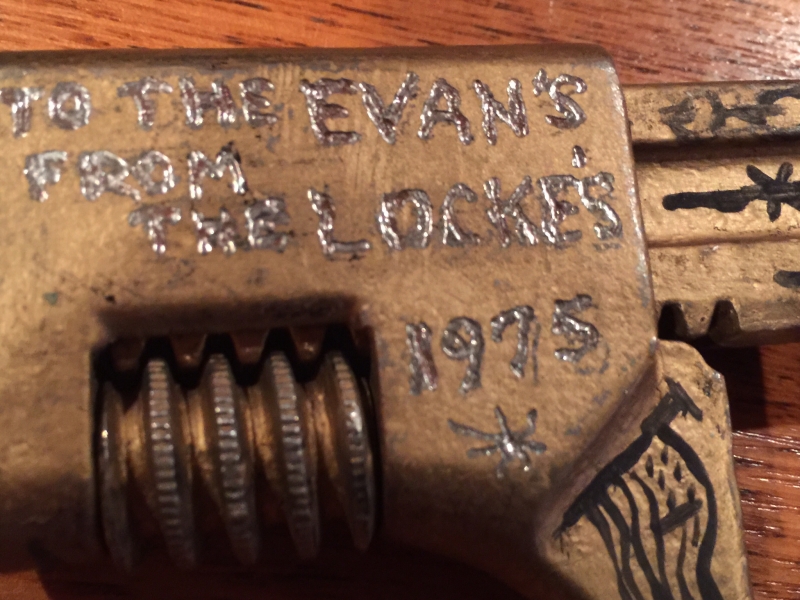 TO THE EVAN'S
FROM
THE LOCKE'S
1975